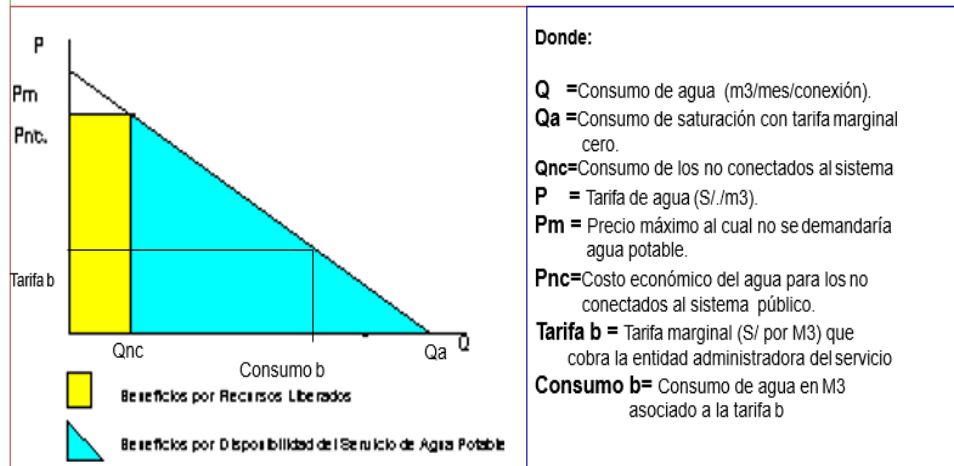 P
Pm
Pnc.
Tarifa b
Qnc
Consumo b
Qa
Q
Beneficios por Recursos Liberados
Beneficios por Disponibilidad del Servicio de Agua Potable
Donde:
Q =Consumo de agua (m3/mes/conexión).
Qa =Consumo de saturación con tarifa marginal
cero.
Qnc=Consumo de los no conectados al sistema
P = Tarifa de agua (S/./m3).
Pm = Precio máximo al cual no se demandaría
agua potable.
Pnc=Costo económico del agua para los no
conectados al sistema público.
Tarifa b = Tarifa marginal (S/ por M3) que
cobra la entidad administradora del servicio
Consumo b= Consumo de agua en M3
asociado a la tarifa b